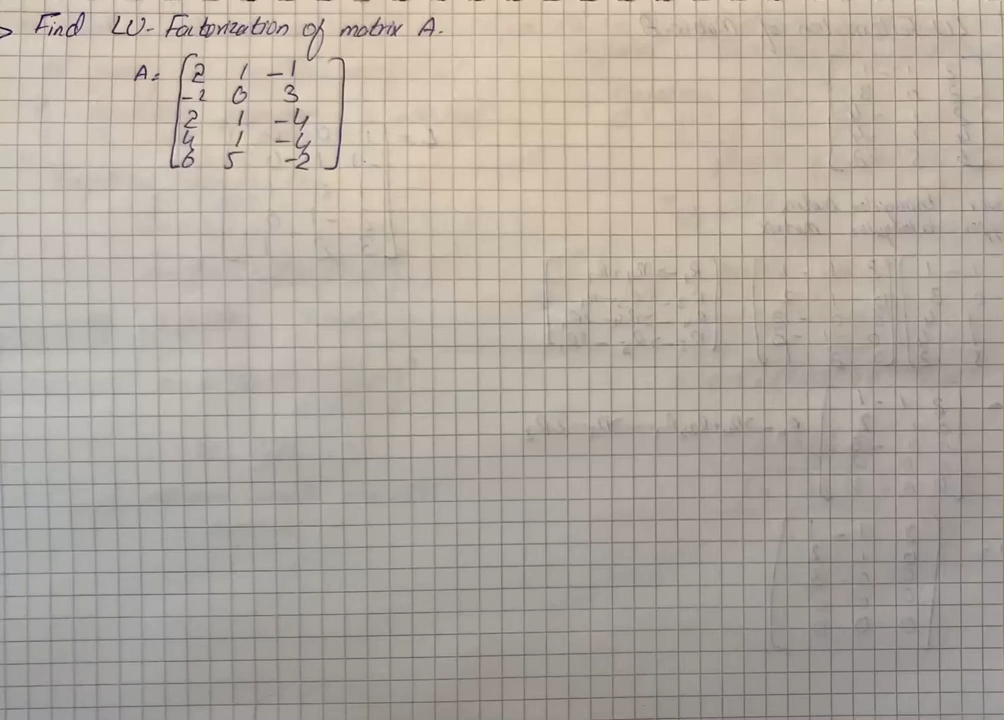 > Find LU-Factorization of matrix A.
A= [2 1 -1
-2 0 3
2 1 -4
4 1 -4
6 5 -2]